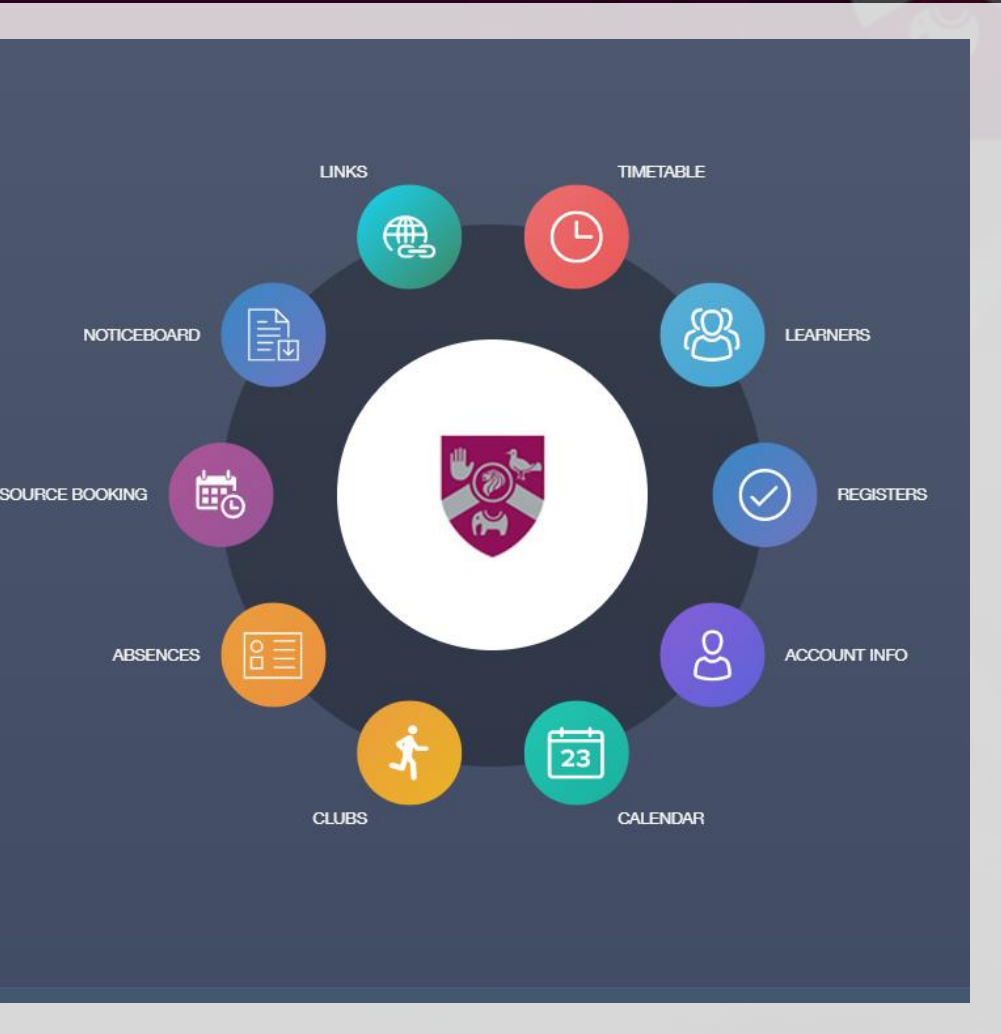 LINKS
TIMETABLE
NOTICEBOARD
LEARNERS
SOURCE BOOKING
REGISTERS
ABSENCES
ACCOUNT INFO
23
CLUBS
CALENDAR